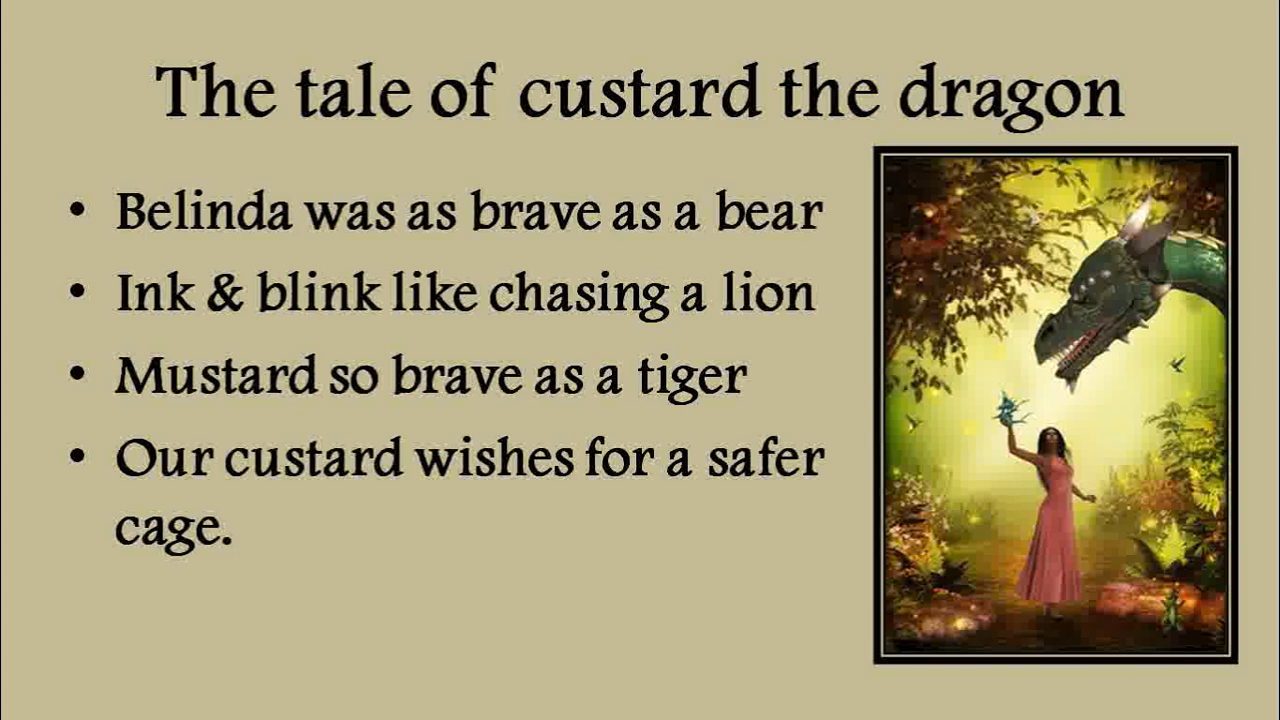 The tale of custard the dragon
• Belinda was as brave as a bear
• Ink & blink like chasing a lion
• Mustard so brave as a tiger
• Our custard wishes for a safer
cage.